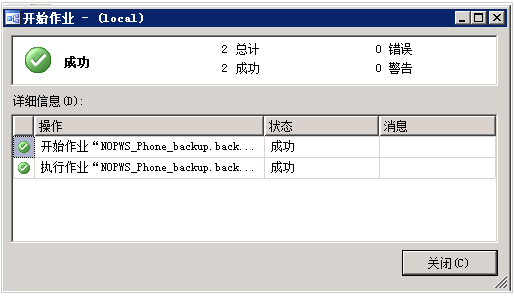 开始作业 - (local)
成功
2 总计
0 错误
2 成功
0 警告
详细信息(D):
操作 状态 消息
开始作业“NOPWS_Phone_backup.back... 成功
执行作业“NOPWS_Phone_backup.back... 成功
关闭(C)